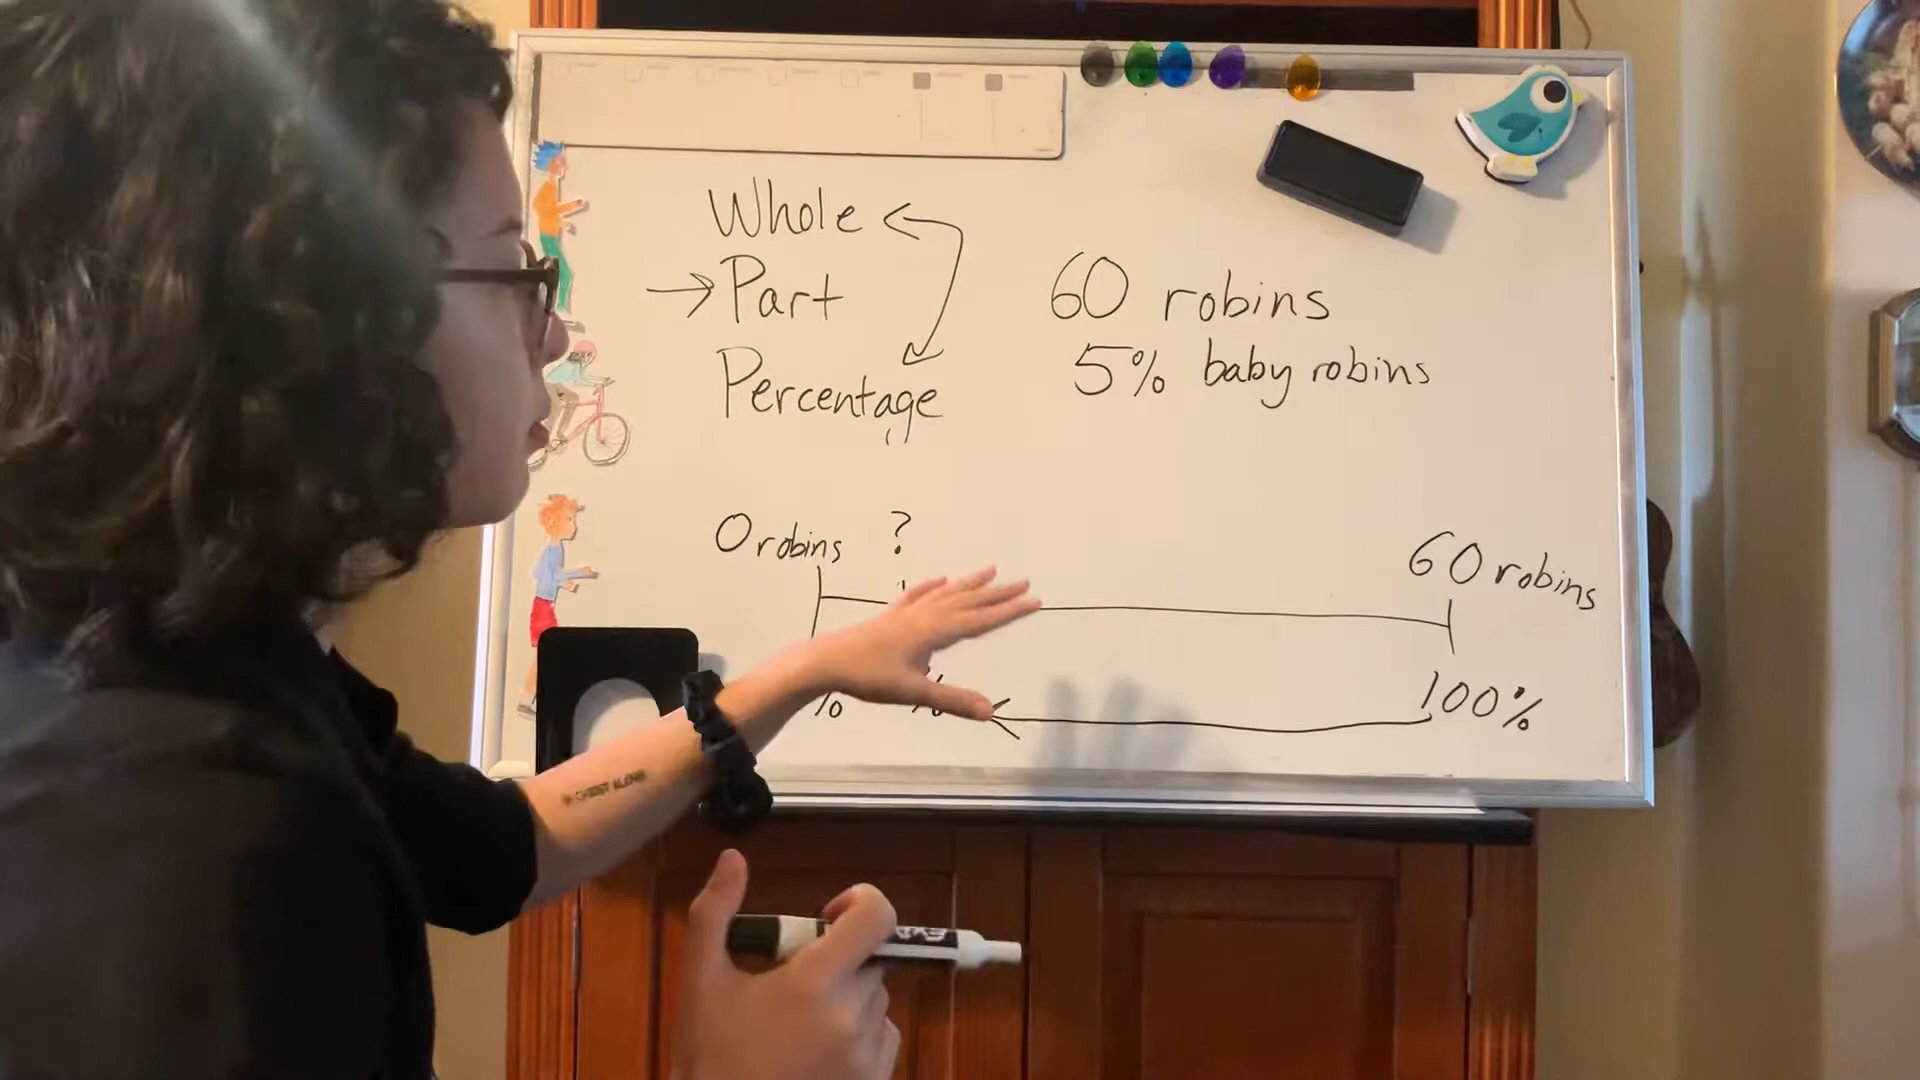 Whole
→ Part
Percentage
60 robins
5% baby robins
0 robins ? 60 robins
% % 100%